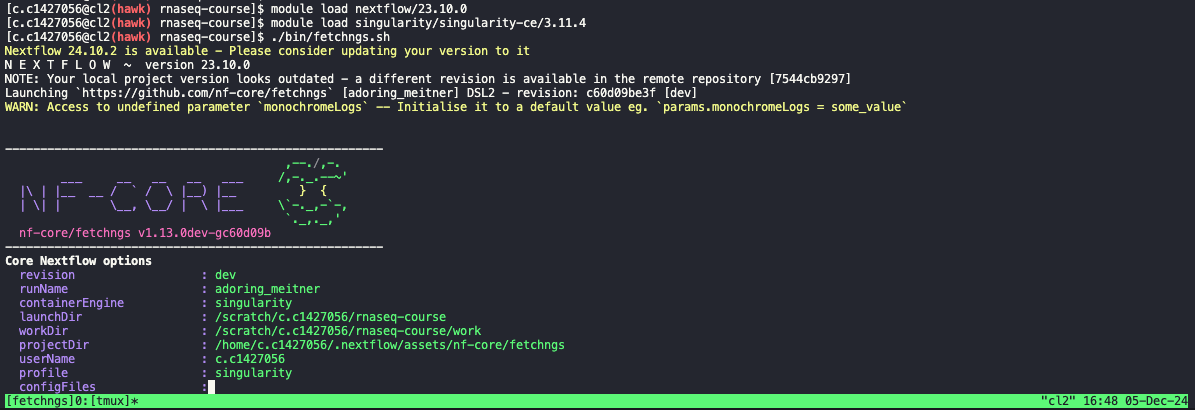 [c.c1427056@cl2(hawk) rnaseq-course]$ module load nextflow/23.10.0
[c.c1427056@cl2(hawk) rnaseq-course]$ module load singularity/singularity-ce/3.11.4
[c.c1427056@cl2(hawk) rnaseq-course]$ ./bin/fetchngs.sh
Nextflow 24.10.2 is available - Please consider updating your version to it
N E X T F L O W  ~  version 23.10.0
NOTE: Your local project version looks outdated - a different revision is available in the remote repository [7544cb9297]
Launching `https://github.com/nf-core/fetchngs` [adoring_meitner] DSL2 - revision: c60d09be3f [dev]
WARN: Access to undefined parameter `monochromeLogs` -- Initialise it to a default value eg. `params.monochromeLogs = some_value`
NF-CORE
nf-core/fetchngs v1.13.0dev-gc60d09b
Core Nextflow options
revision : dev
runName : adoring_meitner
containerEngine : singularity
launchDir : /scratch/c.c1427056/rnaseq-course
workDir : /scratch/c.c1427056/rnaseq-course/work
projectDir : /home/c.c1427056/.nextflow/assets/nf-core/fetchngs
userName : c.c1427056
profile : singularity
configFiles :
[fetchngs]0:[tmux]* "cl2" 16:48 05-Dec-24